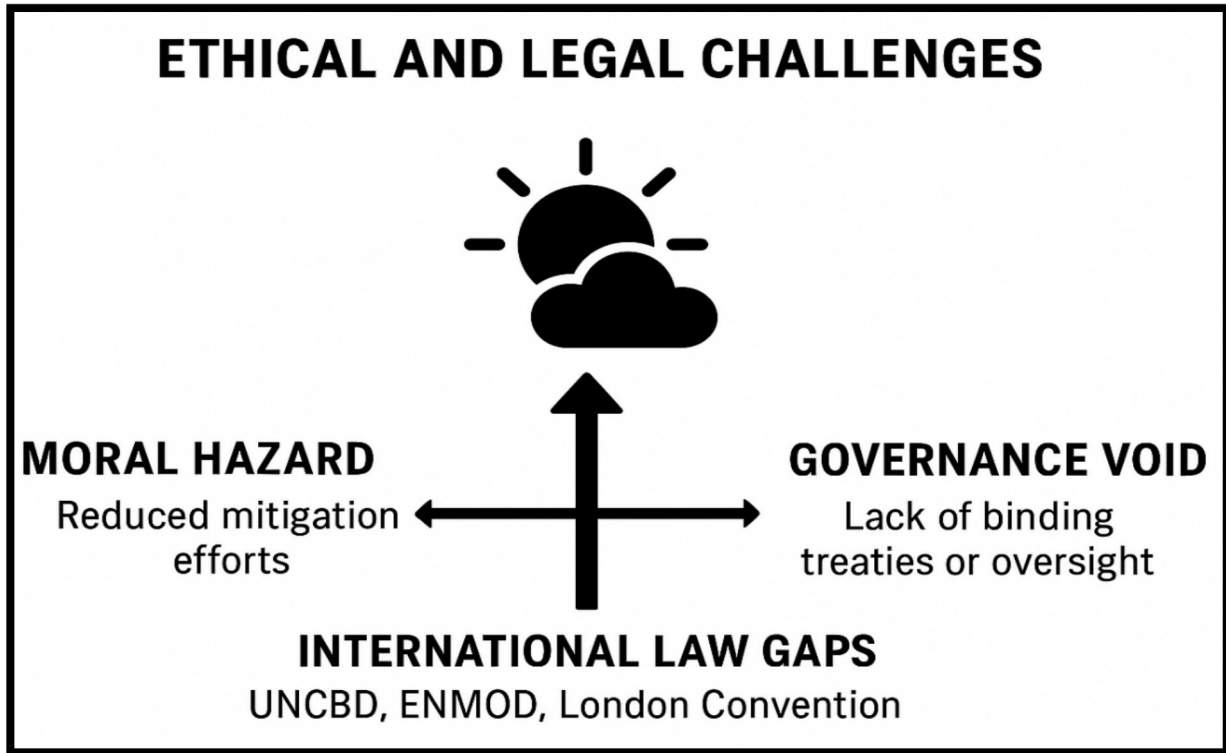 ETHICAL AND LEGAL CHALLENGES
MORAL HAZARD
Reduced mitigation
efforts
GOVERNANCE VOID
Lack of binding
treaties or oversight
INTERNATIONAL LAW GAPS
UNCBD, ENMOD, London Convention